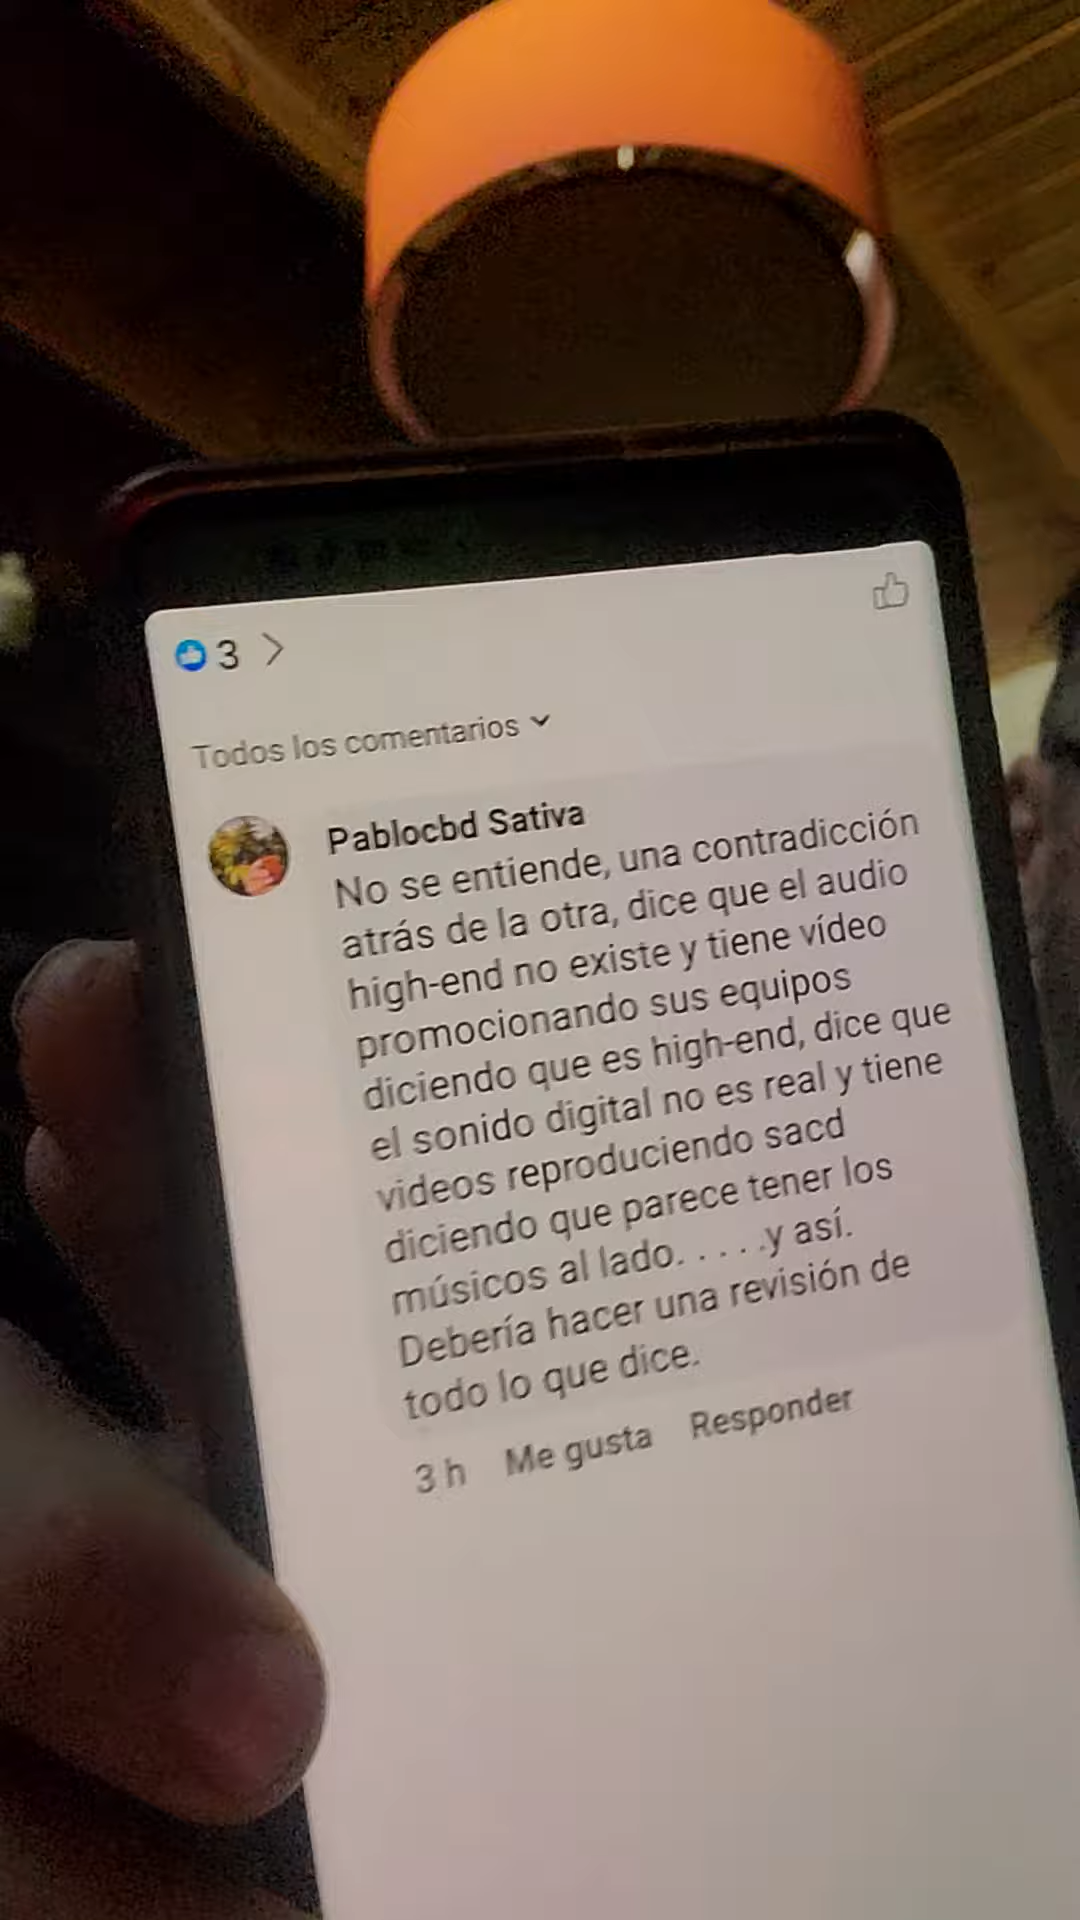 3
Todos los comentarios
Pablocbd Sativa
No se entiende, una contradicción
atrás de la otra, dice que el audio
high-end no existe y tiene vídeo
promocionando sus equipos
diciendo que es high-end, dice que
el sonido digital no es real y tiene
videos reproduciendo sacd
diciendo que parece tener los
músicos al lado. . . . .y así.
Debería hacer una revisión de
todo lo que dice.
3 h Me gusta Responder